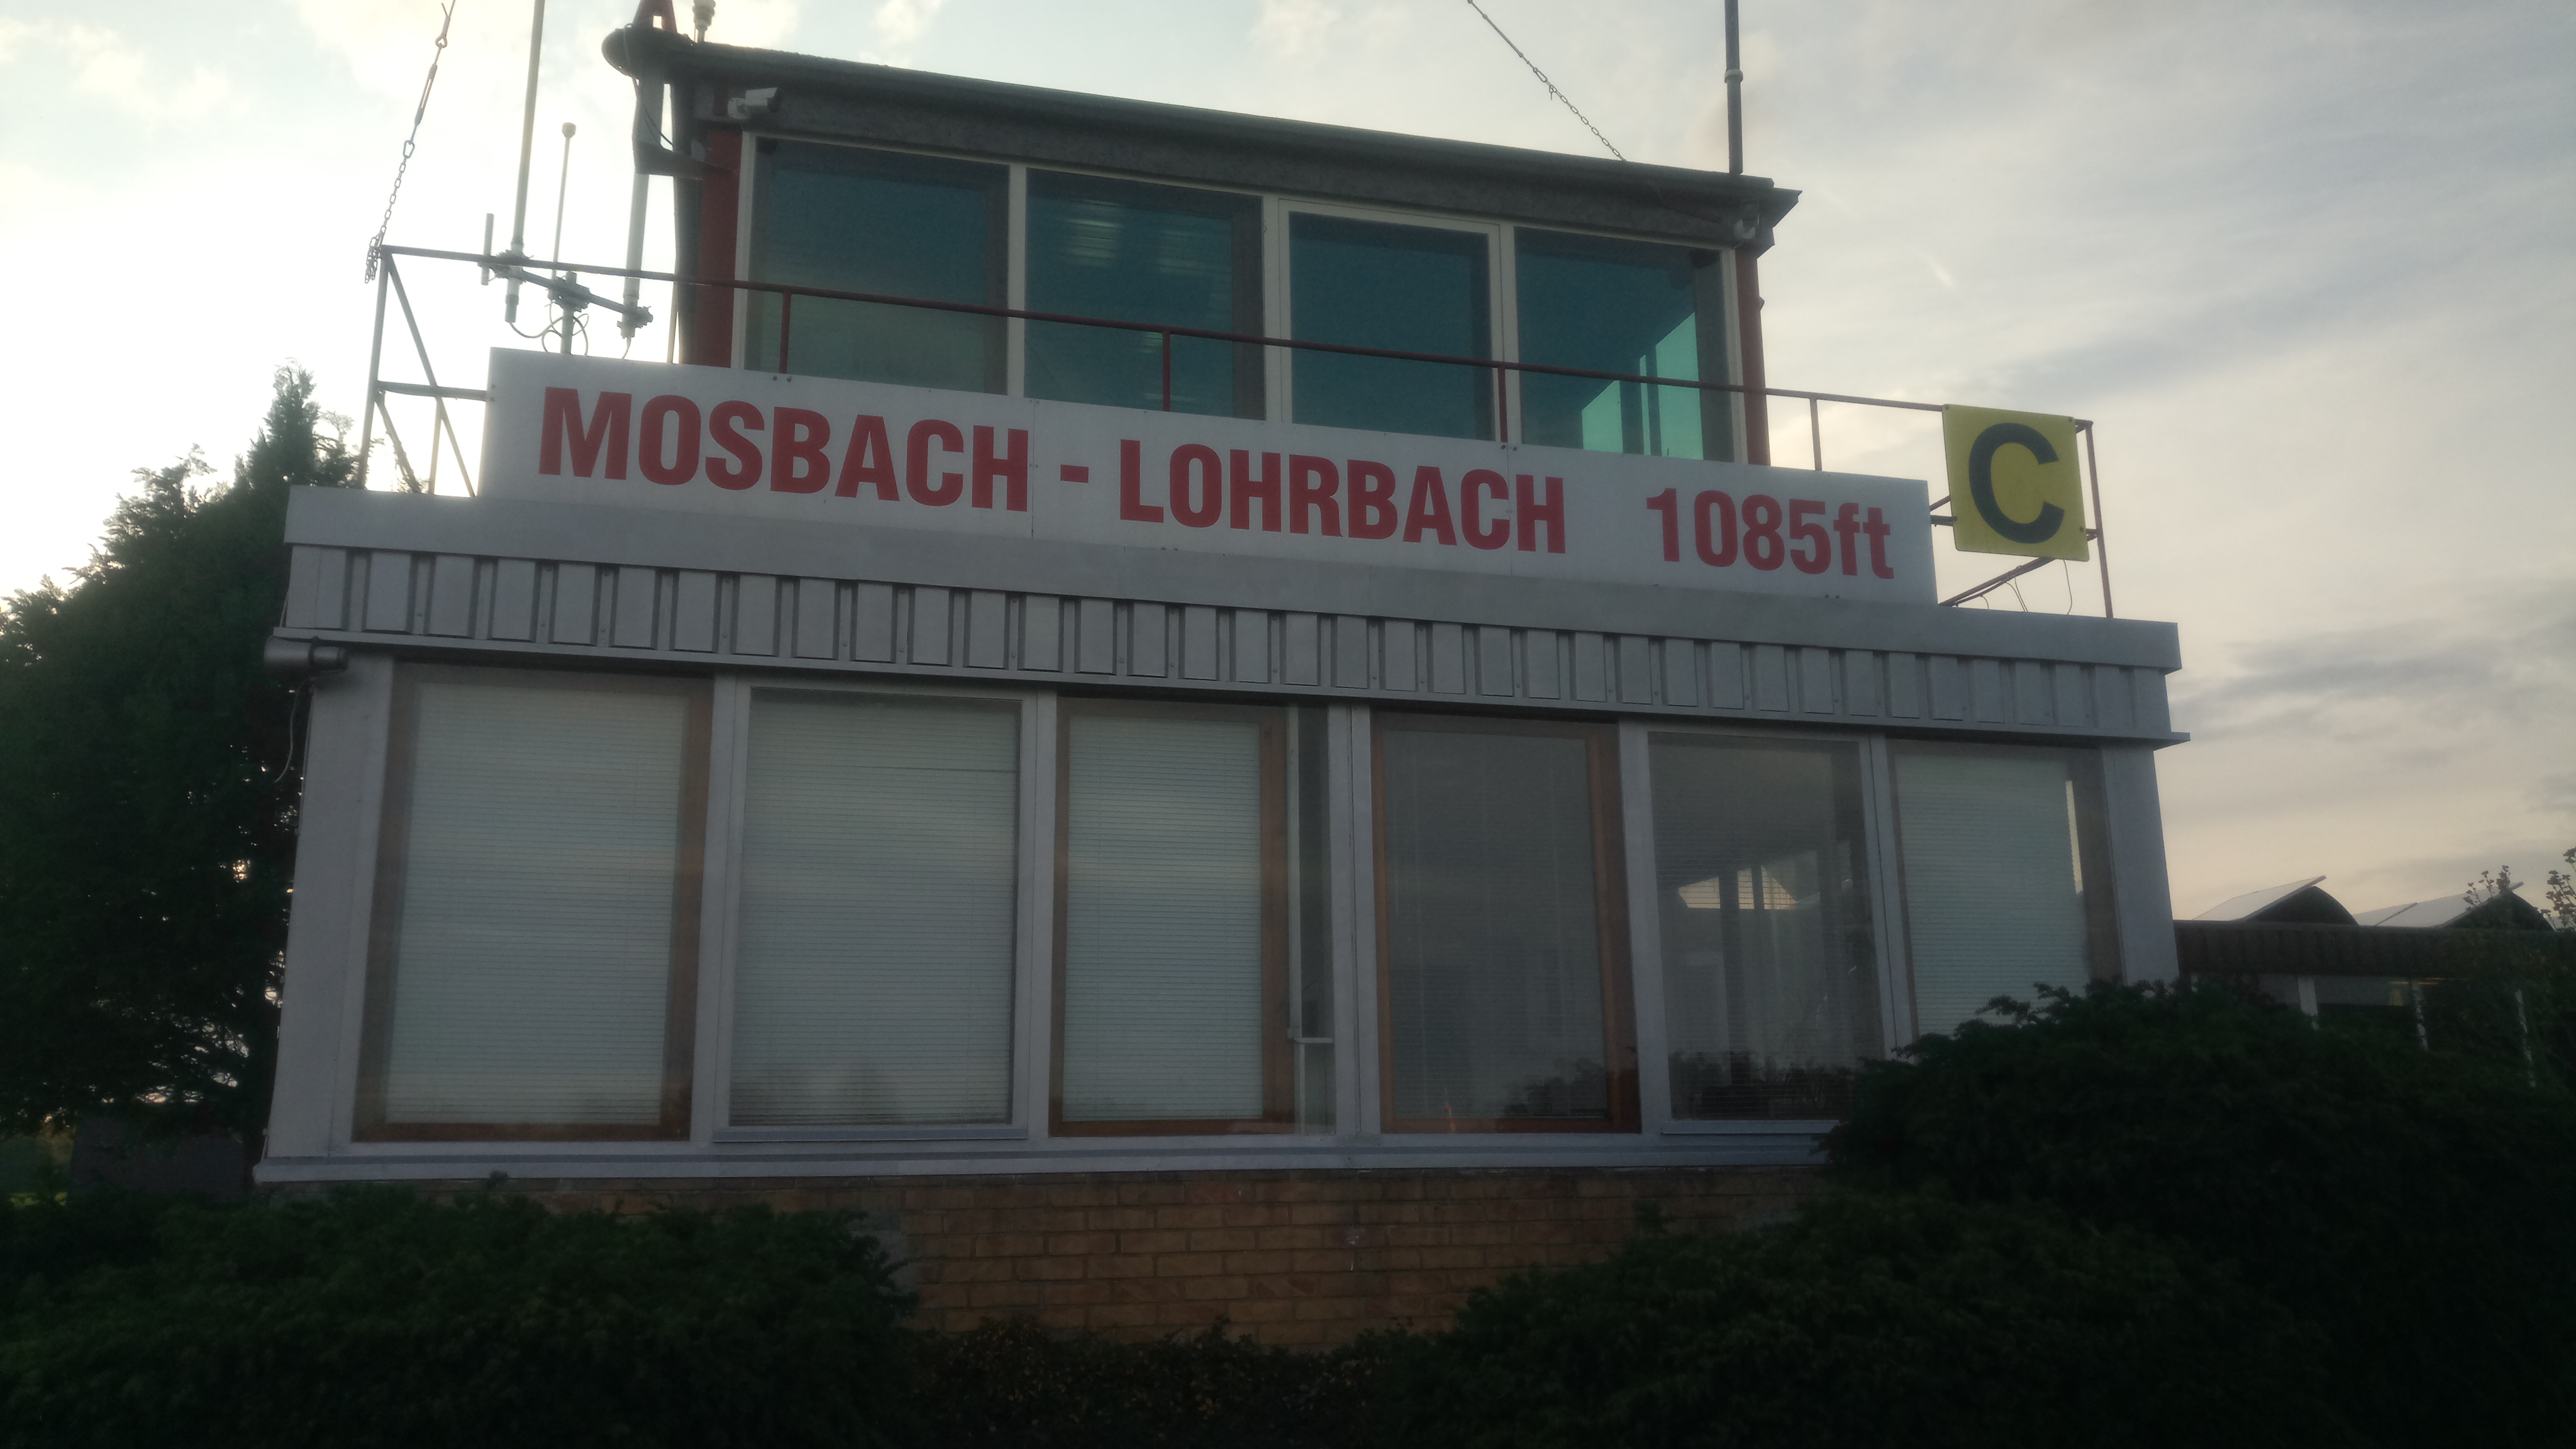 MOSBACH - LOHRBACH 1085ft
C